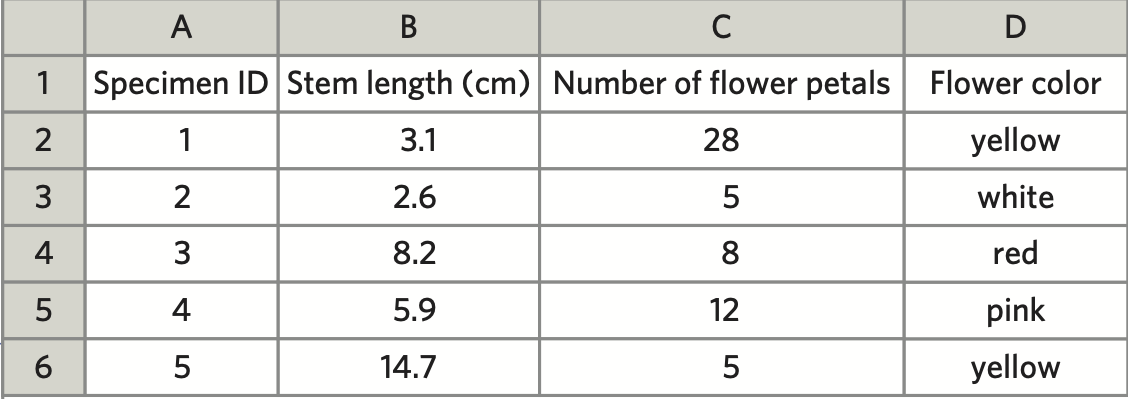 A B C D
1 Specimen ID Stem length (cm) Number of flower petals Flower color
2 1 3.1 28 yellow
3 2 2.6 5 white
4 3 8.2 8 red
5 4 5.9 12 pink
6 5 14.7 5 yellow